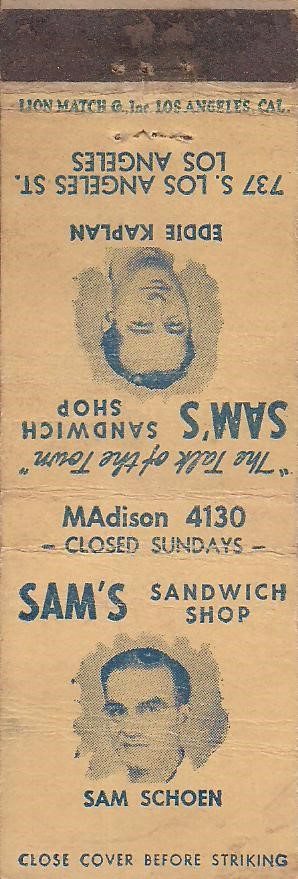 LION MATCH Co., Inc. LOS ANGELES, CAL.
"The Talk of the Town"
SAM'S SANDWICH SHOP
EDDIE KAPLAN
737 S. LOS ANGELES ST.
LOS ANGELES
MAdison 4130
- CLOSED SUNDAYS -
SAM'S SANDWICH SHOP
SAM SCHOEN
CLOSE COVER BEFORE STRIKING